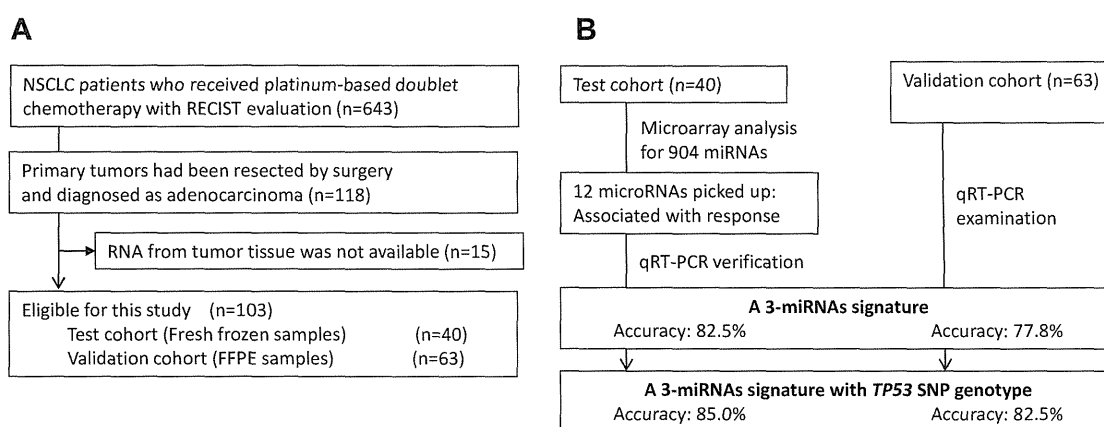 A
NSCLC patients who received platinum-based doublet
chemotherapy with RECIST evaluation (n=643)
Primary tumors had been resected by surgery
and diagnosed as adenocarcinoma (n=118)
RNA from tumor tissue was not available (n=15)
Eligible for this study (n=103)
Test cohort (Fresh frozen samples) (n=40)
Validation cohort (FFPE samples) (n=63)
B
Test cohort (n=40)
Validation cohort (n=63)
Microarray analysis
for 904 miRNAs
12 microRNAs picked up:
Associated with response
qRT-PCR
examination
qRT-PCR verification
A 3-miRNAs signature
Accuracy: 82.5% Accuracy: 77.8%
A 3-miRNAs signature with TP53 SNP genotype
Accuracy: 85.0% Accuracy: 82.5%